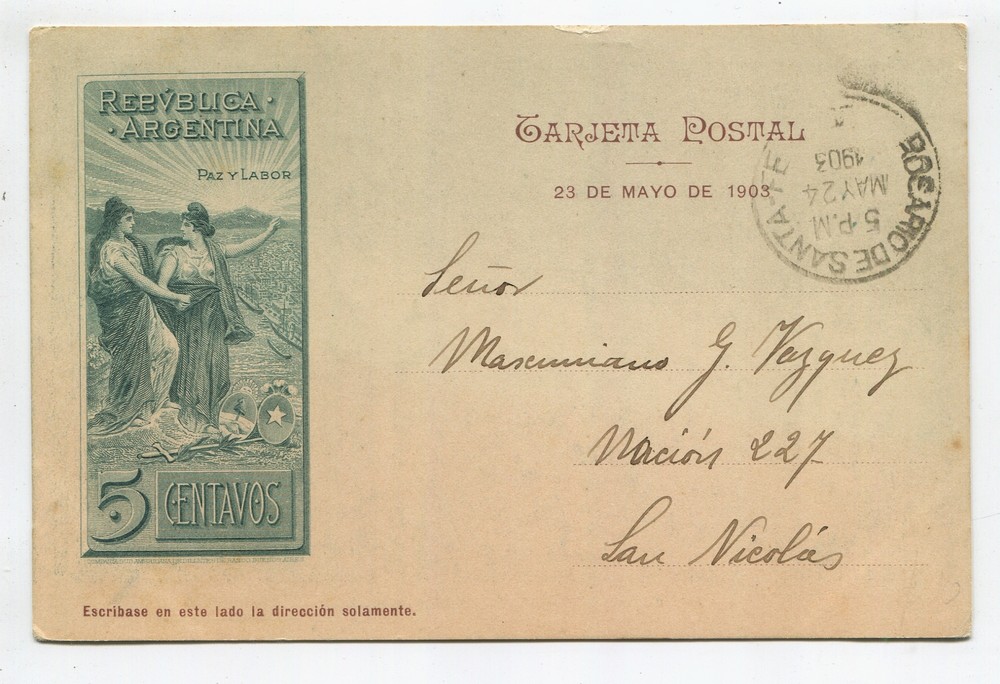 REPVBLICA ·
· ARGENTINA
PAZ Y LABOR
5 CENTAVOS
TARJETA POSTAL
23 DE MAYO DE 1903
ROSARIO DE SANTA-FE
5 P.M
MAY 24
1903
Señor
Maximiano G. Vazquez
Nación 227
San Nicolás
Escribase en este lado la dirección solamente.